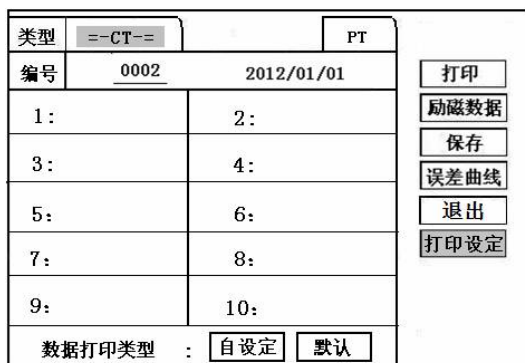 类型 =-CT-= PT
编号 0002 2012/01/01
1: 2:
3: 4:
5: 6:
7: 8:
9: 10:
数据打印类型 : 自设定 默认
打印
励磁数据
保存
误差曲线
退出
打印设定